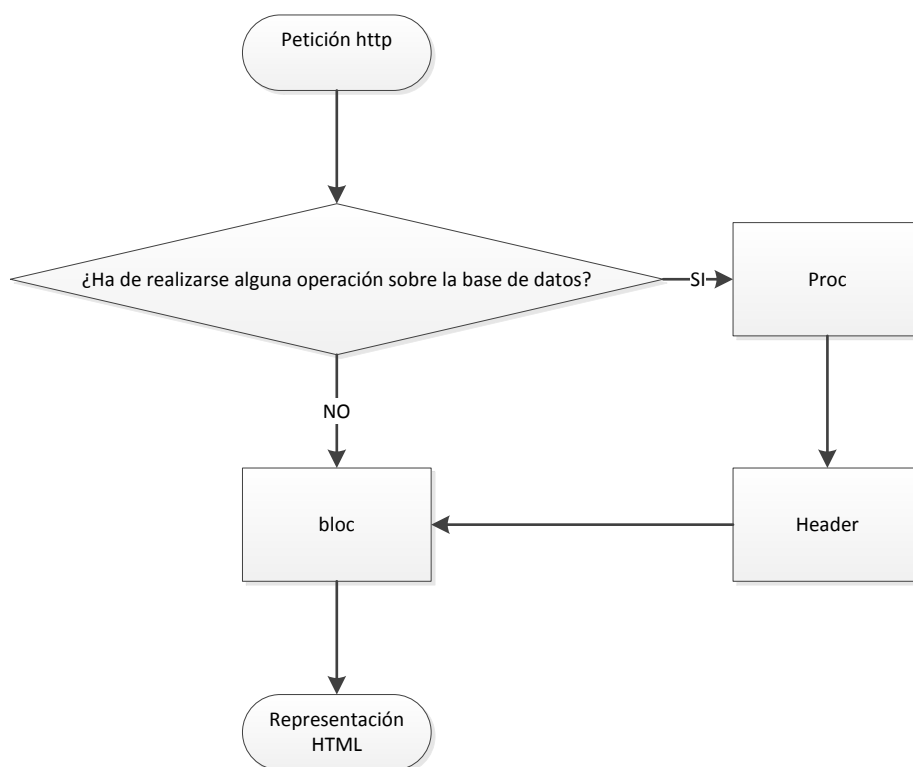 Petición http
¿Ha de realizarse alguna operación sobre la base de datos?
SI
Proc
NO
bloc
Header
Representación
HTML